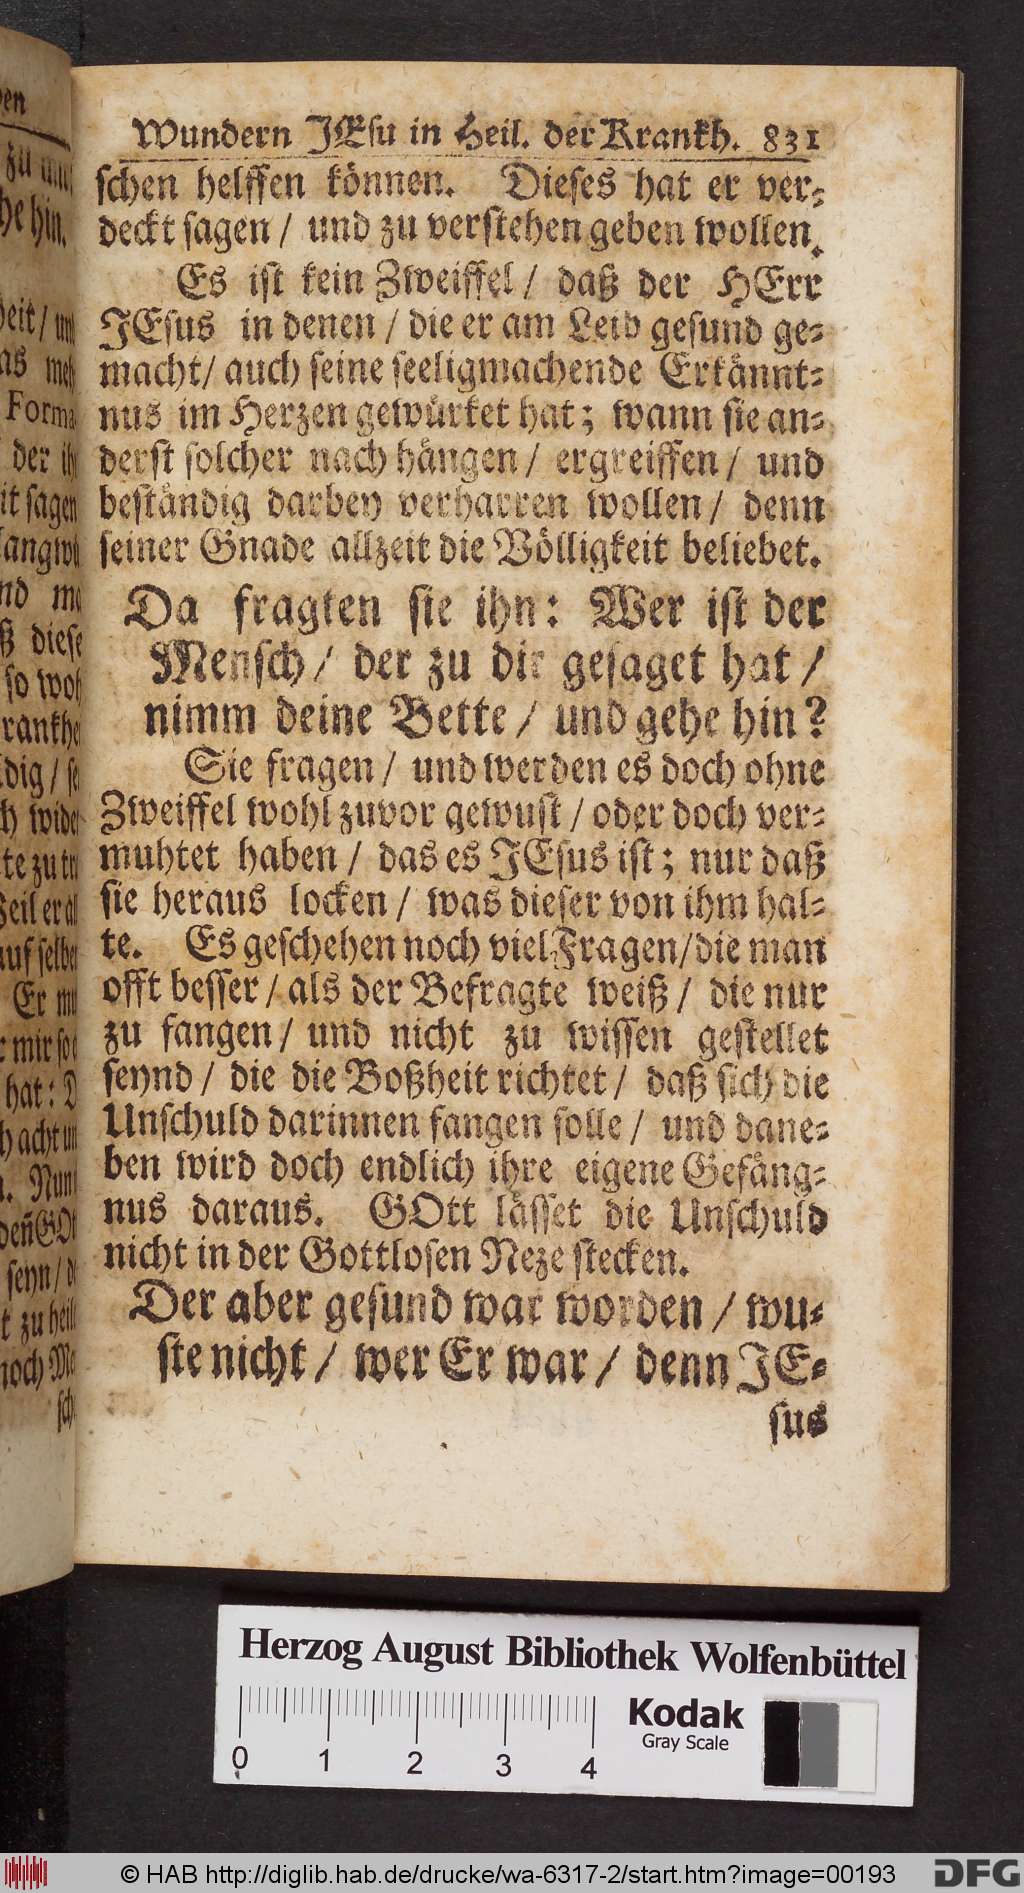 Wundern JEsu in Heil. der Krankh. 831
schen helffen können. Dieses hat er ver-
deckt sagen / und zu verstehen geben wollen.
Es ist kein Zweiffel / daß der HErr
JEsus in denen / die er am Leib gesund ge-
macht / auch seine seeligmachende Erkännt-
nus im Herzen gewürket hat; wann sie an-
derst solcher nach hängen / ergreiffen / und
beständig darbey verharren wollen / denn
seiner Gnade allzeit die Völligkeit beliebet.
Da fragten sie ihn: Wer ist der
Mensch / der zu dir gesaget hat /
nimm deine Bette / und gehe hin?
Sie fragen / und werden es doch ohne
Zweiffel wohl zuvor gewust / oder doch ver-
muhtet haben / das es JEsus ist; nur daß
sie heraus locken / was dieser von ihm hal-
te. Es geschehen noch viel Fragen / die man
offt besser / als der Befragte weiß / die nur
zu fangen / und nicht zu wissen gestellet
seynd / die die Boßheit richtet / daß sich die
Unschuld darinnen fangen solle / und dane-
ben wird doch endlich ihre eigene Gefäng-
nus daraus. GOtt lässet die Unschuld
nicht in der Gottlosen Neze stecken.
Der aber gesund war worden / wu-
ste nicht / wer Er war / denn JE-
sus
Herzog August Bibliothek Wolfenbüttel
Kodak
Gray Scale
0 1 2 3 4
© HAB http://diglib.hab.de/drucke/wa-6317-2/start.htm?image=00193
DFG